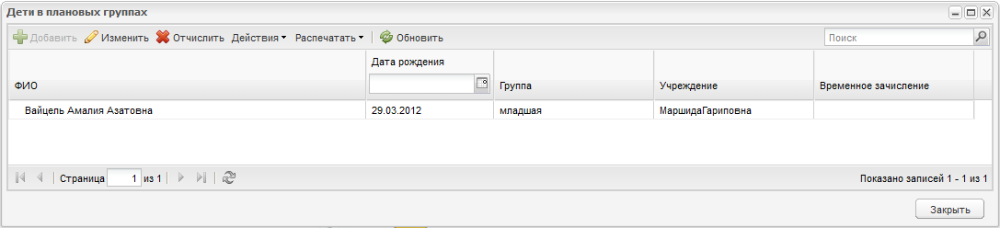 Дети в плановых группах
Добавить Изменить Отчислить Действия Распечатать Обновить Поиск
Дата рождения
ФИО Группа Учреждение Временное зачисление
Вайцель Амалия Азатовна 29.03.2012 младшая МаршидаГариповна
Страница 1 из 1 Показано записей 1 - 1 из 1
Закрыть